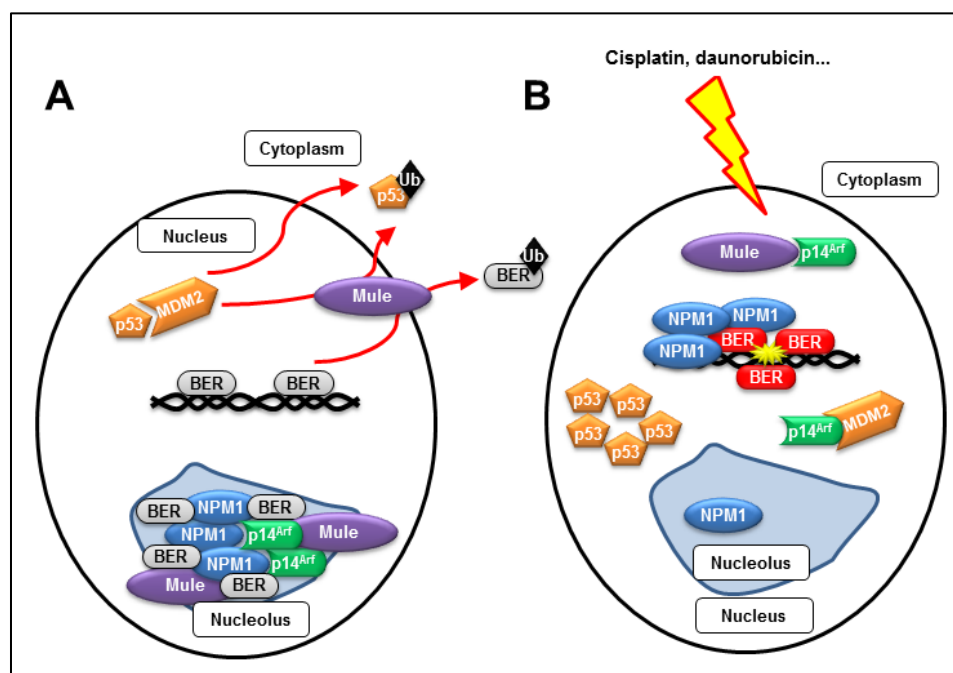 Cisplatin, daunorubicin...
A
B
Cytoplasm
Ub
p53
Nucleus
Ub
BER
p53
MDM2
Mule
BER
BER
BER
NPM1
BER
NPM1
p14Arf
Mule
BER
NPM1
p14Arf
Mule
BER
Nucleolus
Cytoplasm
Mule
p14Arf
NPM1
NPM1
BER
BER
NPM1
BER
p53
p53
p53
p53
p53
p14Arf
MDM2
NPM1
Nucleolus
Nucleus